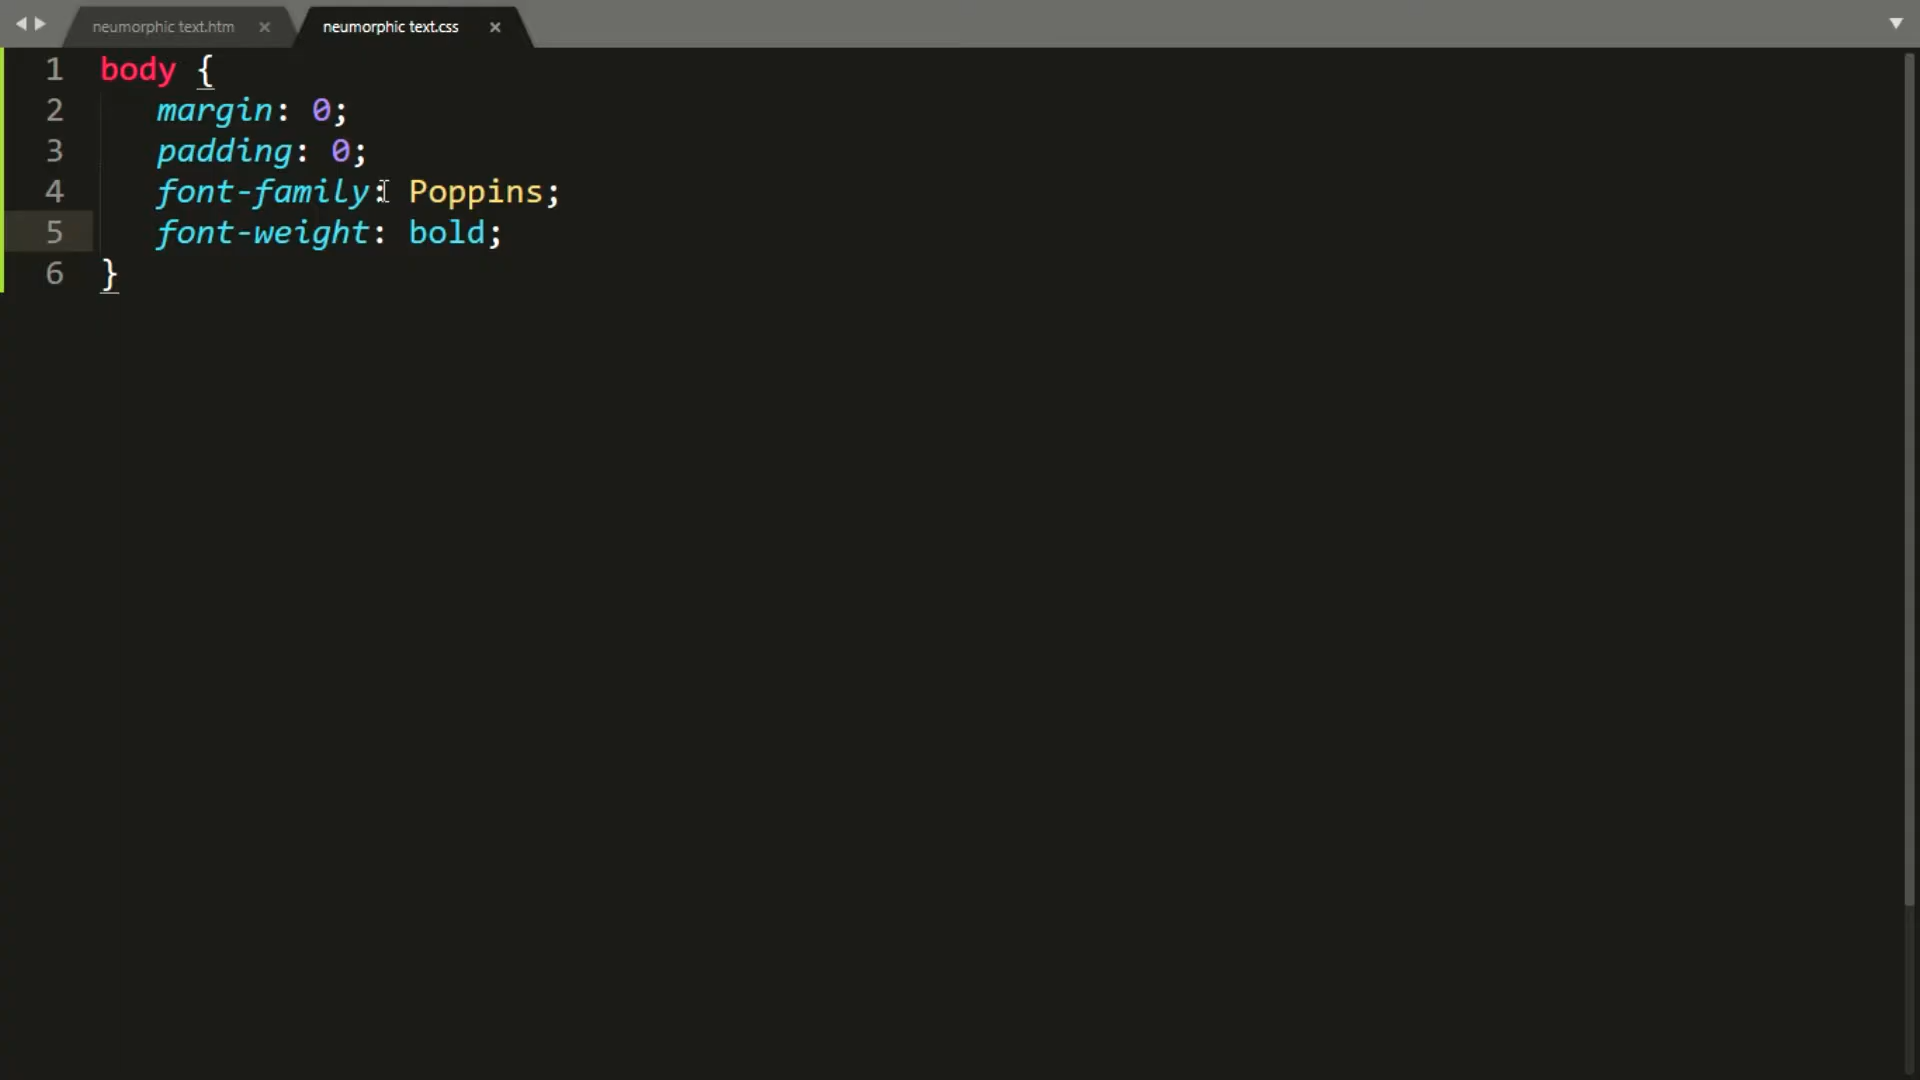 neumorphic text.htm × neumorphic text.css ×
1 body {
2 margin: 0;
3 padding: 0;
4 font-family: Poppins;
5 font-weight: bold;
6 }